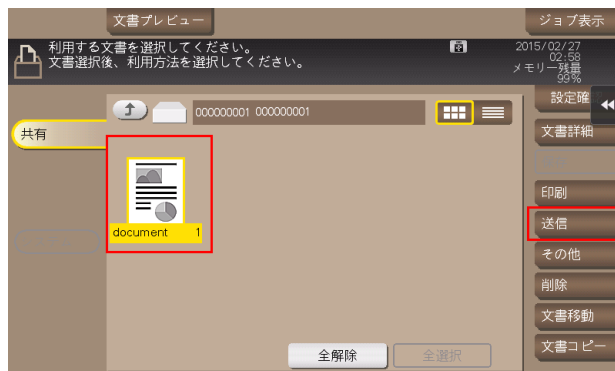 文書プレビュー
ジョブ表示
利用する文書を選択してください。
文書選択後、利用方法を選択してください。
2015/02/27
02:58
メモリー残量
99%
設定確
000000001 000000001
共有
文書詳細
印刷
document 1
送信
その他
削除
文書移動
全解除
全選択
文書コピー